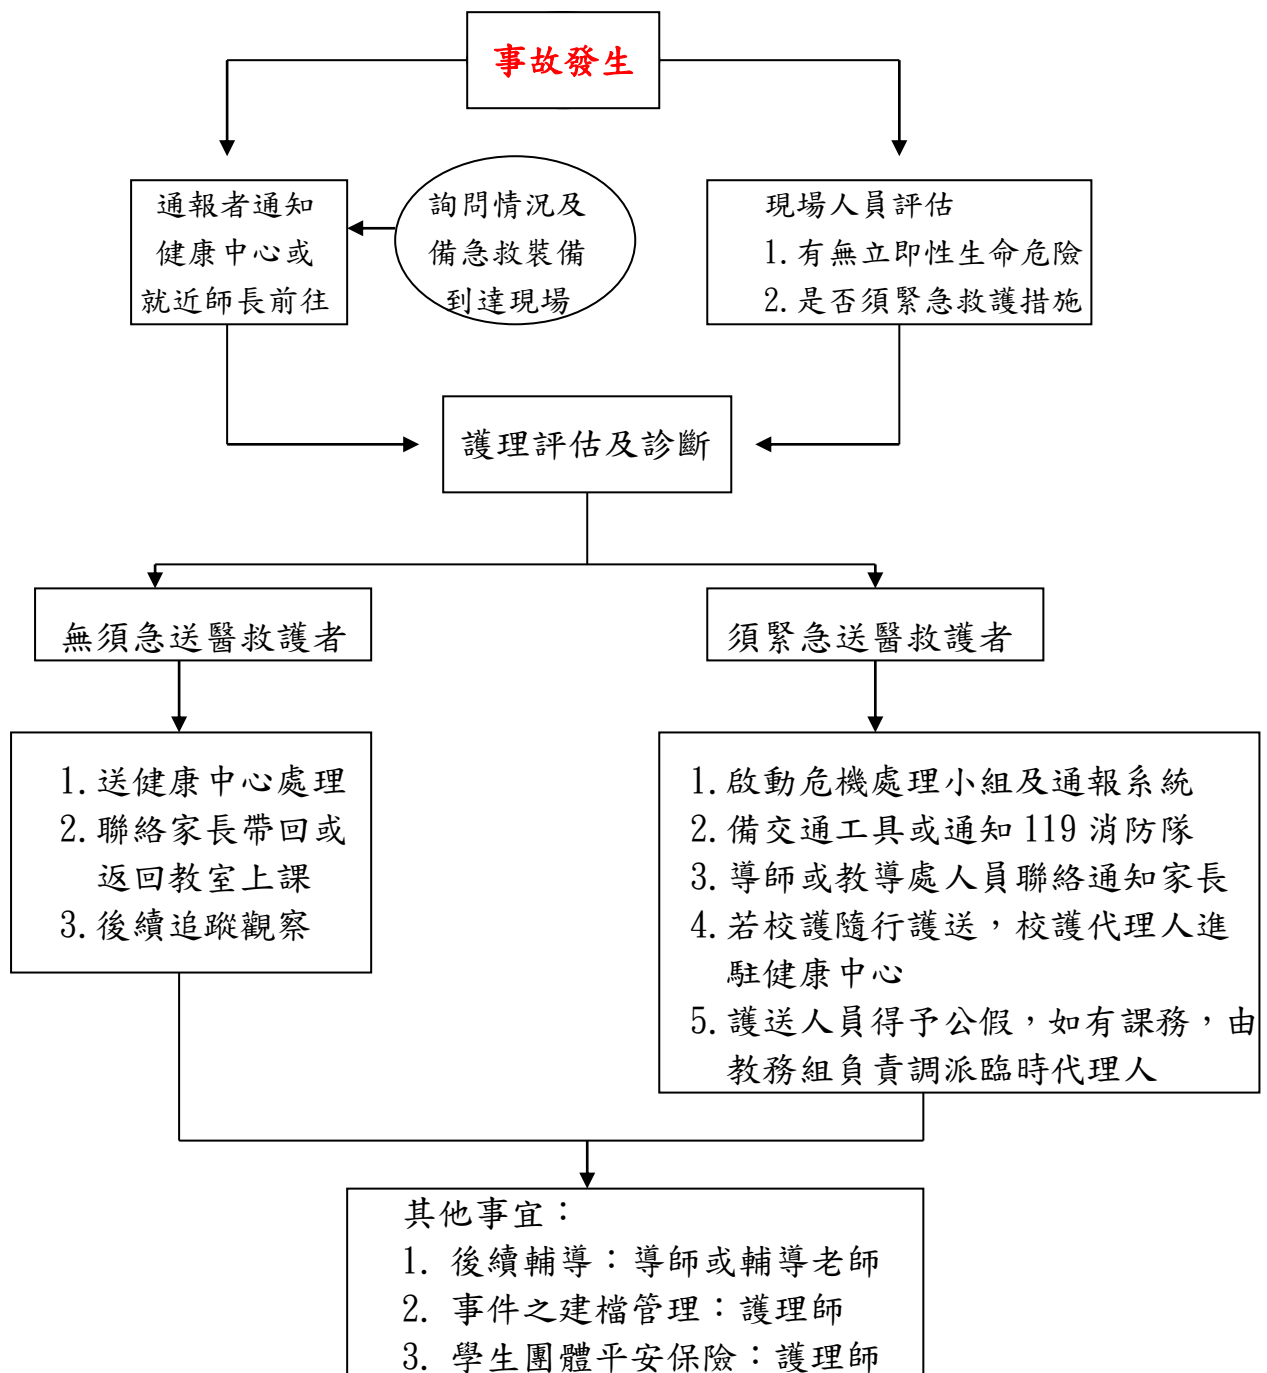 事故發生
通報者通知
健康中心或
就近師長前往
詢問情況及
備急救裝備
到達現場
現場人員評估
1.有無立即性生命危險
2.是否須緊急救護措施
護理評估及診斷
無須急送醫救護者
須緊急送醫救護者
1.送健康中心處理
2.聯絡家長帶回或
返回教室上課
3.後續追蹤觀察
1.啟動危機處理小組及通報系統
2.備交通工具或通知 119 消防隊
3.導師或教導處人員聯絡通知家長
4.若校護隨行護送，校護代理人進
駐健康中心
5.護送人員得予公假，如有課務，由
教務組負責調派臨時代理人
其他事宜：
1. 後續輔導：導師或輔導老師
2. 事件之建檔管理：護理師
3. 學生團體平安保險：護理師